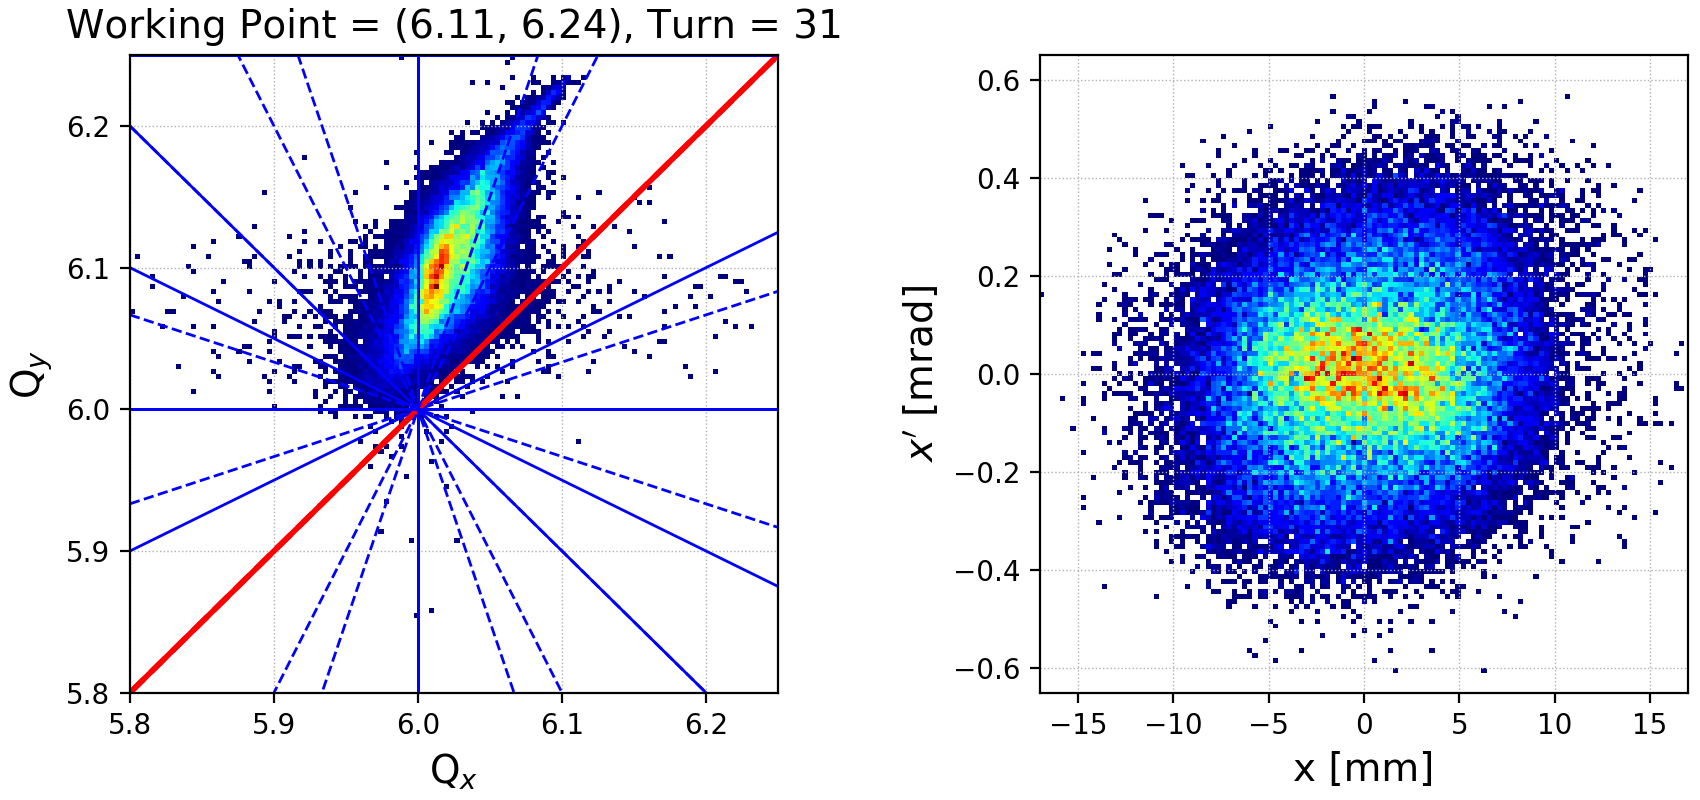 Working Point = (6.11, 6.24), Turn = 31
6.2
6.1
6.0
5.9
5.8
Q_y
5.8 5.9 6.0 6.1 6.2
Q_x
0.6
0.4
0.2
0.0
−0.2
−0.4
−0.6
x′ [mrad]
−15 −10 −5 0 5 10 15
x [mm]